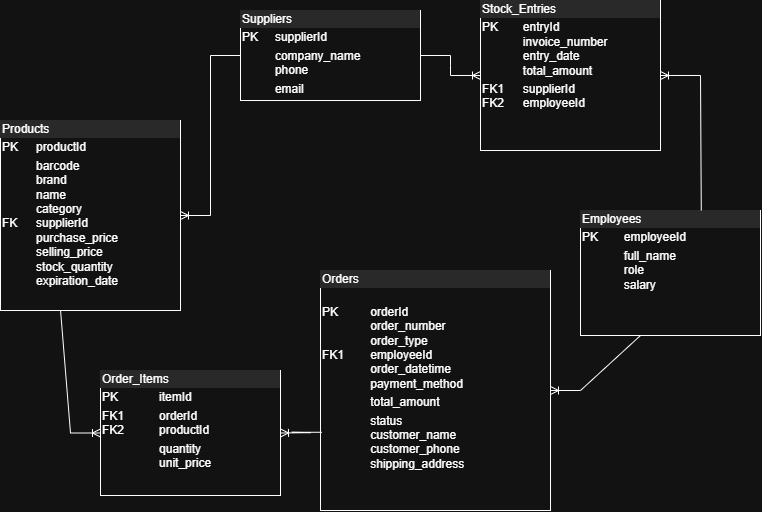 Suppliers
PK supplierId
company_name
phone
email
Stock_Entries
PK entryId
invoice_number
entry_date
total_amount
FK1 supplierId
FK2 employeeId
Products
PK productId
barcode
brand
name
category
FK supplierId
purchase_price
selling_price
stock_quantity
expiration_date
Employees
PK employeeId
full_name
role
salary
Orders
PK orderId
order_number
order_type
FK1 employeeId
order_datetime
payment_method
total_amount
status
customer_name
customer_phone
shipping_address
Order_Items
PK itemId
FK1 orderId
FK2 productId
quantity
unit_price